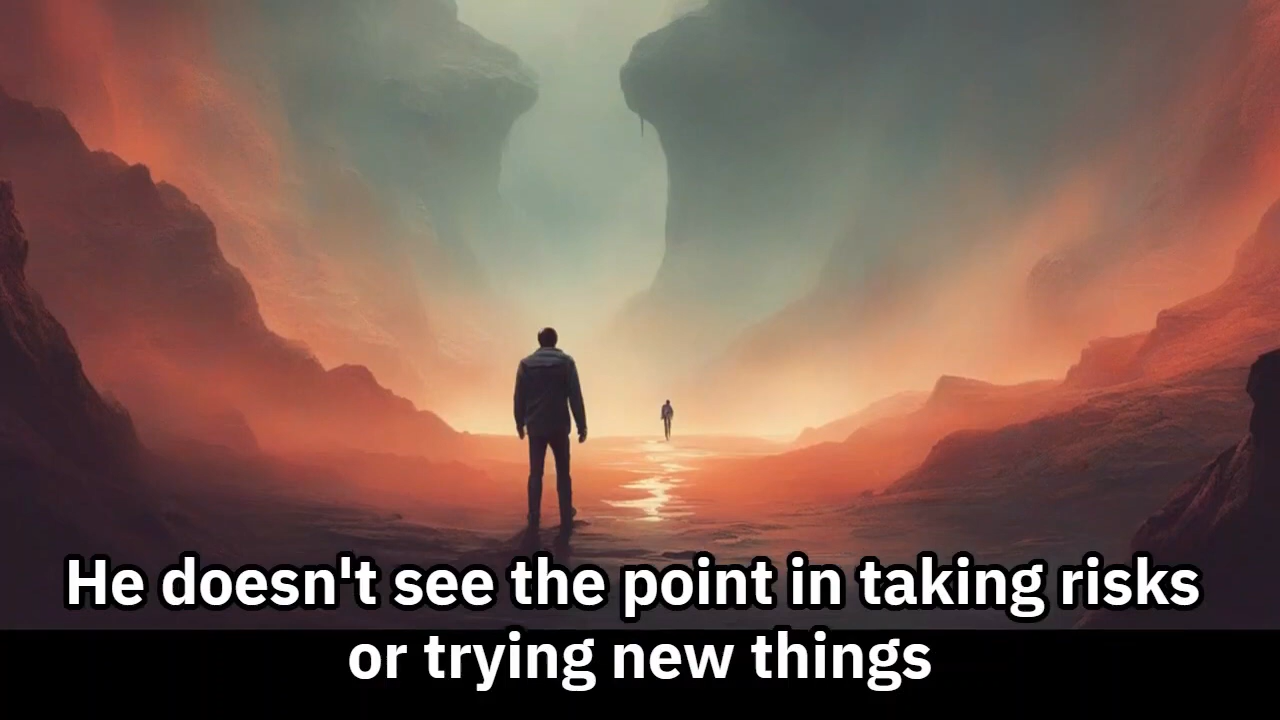 He doesn't see the point in taking risks
or trying new things